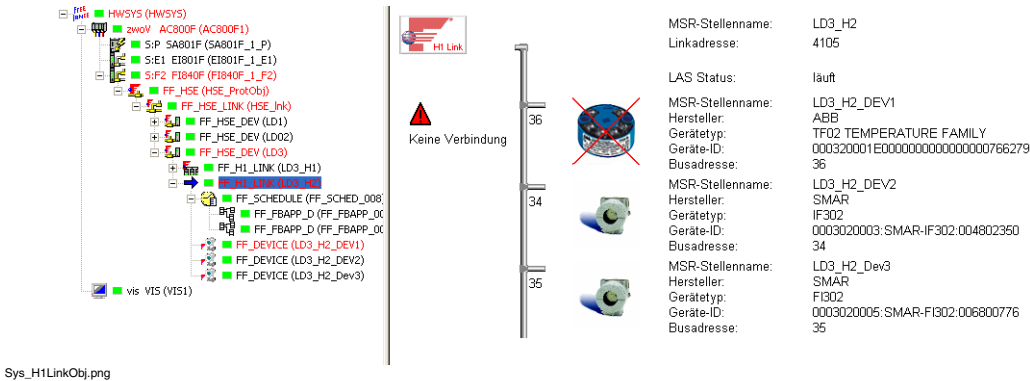 HWSYS (HWSYS)
zwoV AC800F (AC800F1)
S:P SA801F (SA801F_1_P)
S:E1 EI801F (EI801F_1_E1)
S:F2 FI840F (FI840F_1_F2)
FF_HSE (HSE_ProtObj)
FF_HSE_LINK (HSE_lnk)
FF_HSE_DEV (LD1)
FF_HSE_DEV (LD02)
FF_HSE_DEV (LD3)
FF_H1_LINK (LD3_H1)
FF_H1_LINK (LD3_H2)
FF_SCHEDULE (FF_SCHED_008)
FF_FBAPP_D (FF_FBAPP_00
FF_FBAPP_D (FF_FBAPP_00
FF_DEVICE (LD3_H2_DEV1)
FF_DEVICE (LD3_H2_DEV2)
FF_DEVICE (LD3_H2_Dev3)
vis VIS (VIS1)
H1 Link
Keine Verbindung
36
34
35
MSR-Stellenname: LD3_H2
Linkadresse: 4105
LAS Status: läuft
MSR-Stellenname: LD3_H2_DEV1
Hersteller: ABB
Gerätetyp: TF02 TEMPERATURE FAMILY
Geräte-ID: 000320001E0000000000000000766279
Busadresse: 36
MSR-Stellenname: LD3_H2_DEV2
Hersteller: SMAR
Gerätetyp: IF302
Geräte-ID: 0003020003:SMAR-IF302:004802350
Busadresse: 34
MSR-Stellenname: LD3_H2_Dev3
Hersteller: SMAR
Gerätetyp: FI302
Geräte-ID: 0003020005:SMAR-FI302:006800776
Busadresse: 35
Sys_H1LinkObj.png